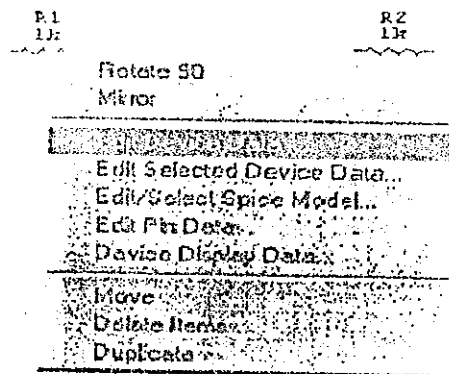 R1 R2
Rotate 90
Mirror
Edit Selected Device Data...
Edit/Select Spice Model...
Edit Pin Data...
Device Display Data...
Move
Delete Items
Duplicate